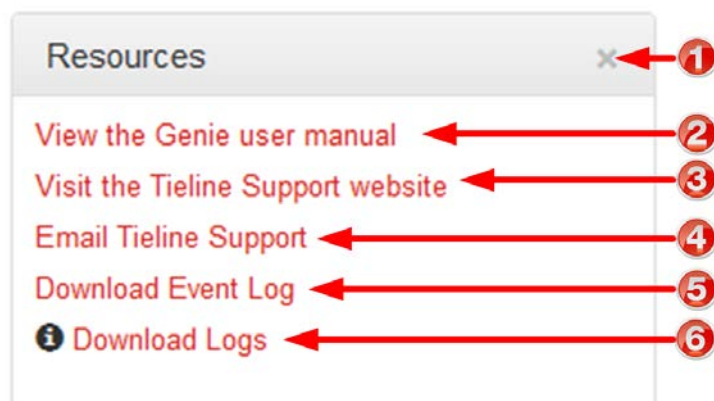 Resources × 1
View the Genie user manual 2
Visit the Tieline Support website 3
Email Tieline Support 4
Download Event Log 5
i Download Logs 6